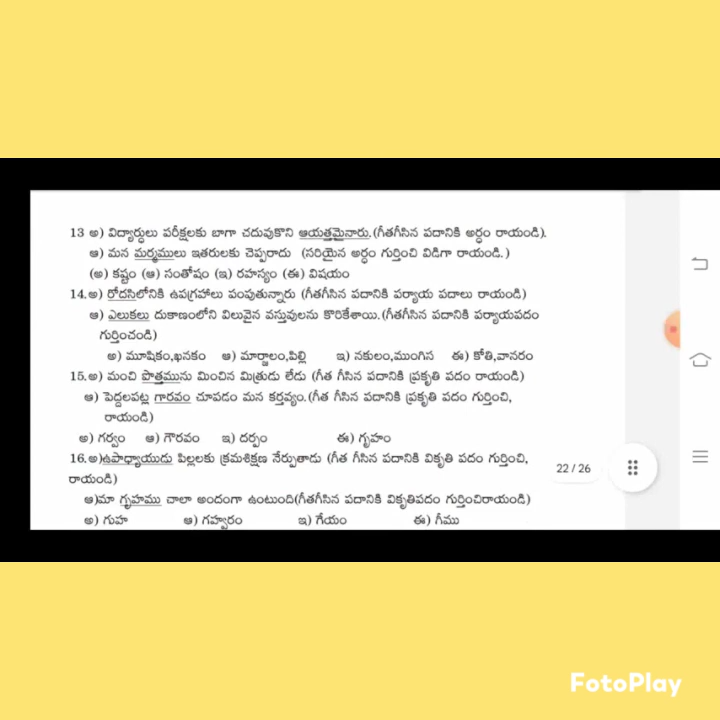 13 అ) విద్యార్థులు పరీక్షలకు బాగా చదువుకొని ఆయత్తమైనారు.(గీతగీసిన పదానికి అర్థం రాయండి).
ఆ) మన మర్మములు ఇతరులకు చెప్పరాదు (సరియైన అర్థం గుర్తించి విడిగా రాయండి.)
(అ) కష్టం (ఆ) సంతోషం (ఇ) రహస్యం (ఈ) విషయం
14.అ) రోదసిలోనికి ఉపగ్రహాలు పంపుతున్నారు (గీతగీసిన పదానికి పర్యాయ పదాలు రాయండి)
ఆ) ఎలుకలు దుకాణంలోని విలువైన వస్తువులను కొరికేశాయి.(గీతగీసిన పదానికి పర్యాయపదం
గుర్తించండి)
అ) మూషికం,ఖనకం ఆ) మార్జాలం,పిల్లి ఇ) నకులం,ముంగిస ఈ) కోతి,వానరం
15.అ) మంచి పొత్తమును మించిన మిత్రుడు లేడు (గీత గీసిన పదానికి ప్రకృతి పదం రాయండి)
ఆ) పెద్దలపట్ల గారవం చూపడం మన కర్తవ్యం.(గీత గీసిన పదానికి ప్రకృతి పదం గుర్తించి,
రాయండి)
అ) గర్వం ఆ) గౌరవం ఇ) దర్పం ఈ) గృహం
16.అ)ఉపాధ్యాయుడు పిల్లలకు క్రమశిక్షణ నేర్పుతాడు (గీత గీసిన పదానికి వికృతి పదం గుర్తించి,
రాయండి)
ఆ)మా గృహము చాలా అందంగా ఉంటుంది(గీతగీసిన పదానికి వికృతిపదం గుర్తించిరాయండి)
అ) గుహ ఆ) గహ్వరం ఇ) గేయం ఈ) గీము
22 / 26
FotoPlay